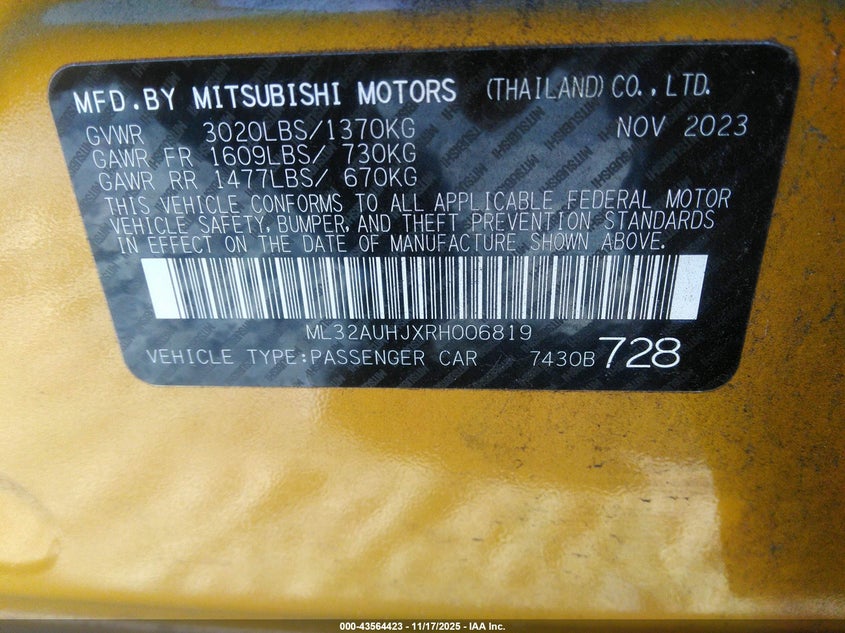 MFD.BY MITSUBISHI MOTORS (THAILAND) CO., LTD.
GVWR 3020LBS/1370KG NOV 2023
GAWR FR 1609LBS/ 730KG
GAWR RR 1477LBS/ 670KG
THIS VEHICLE CONFORMS TO ALL APPLICABLE FEDERAL MOTOR
VEHICLE SAFETY, BUMPER, AND THEFT PREVENTION STANDARDS
IN EFFECT ON THE DATE OF MANUFACTURE SHOWN ABOVE.
ML32AUHJXRH006819
VEHICLE TYPE:PASSENGER CAR 7430B 728
000-43564423 - 11/17/2025 - IAA Inc.